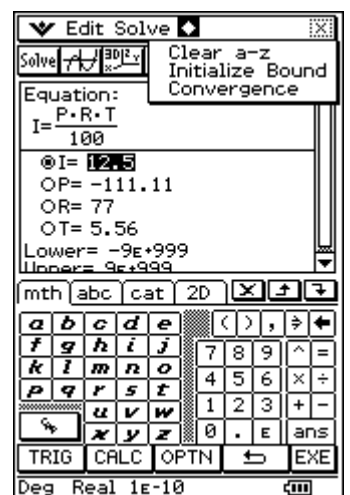 Edit Solve
Solve
Clear a-z
Initialize Bound
Convergence
Equation:
I=P·R·T/100
I= 12.5
P= -111.11
R= 77
T= 5.56
Lower= -9E+999
Upper= 9E+999
mth abc cat 2D
a b c d e ( ) , ⇒ ←
f g h i j 7 8 9 ^ =
k l m n o 4 5 6 × ÷
p q r s t 1 2 3 + −
u v w 0 . E ans
x y z
TRIG CALC OPTN EXE
Deg Real 1E-10